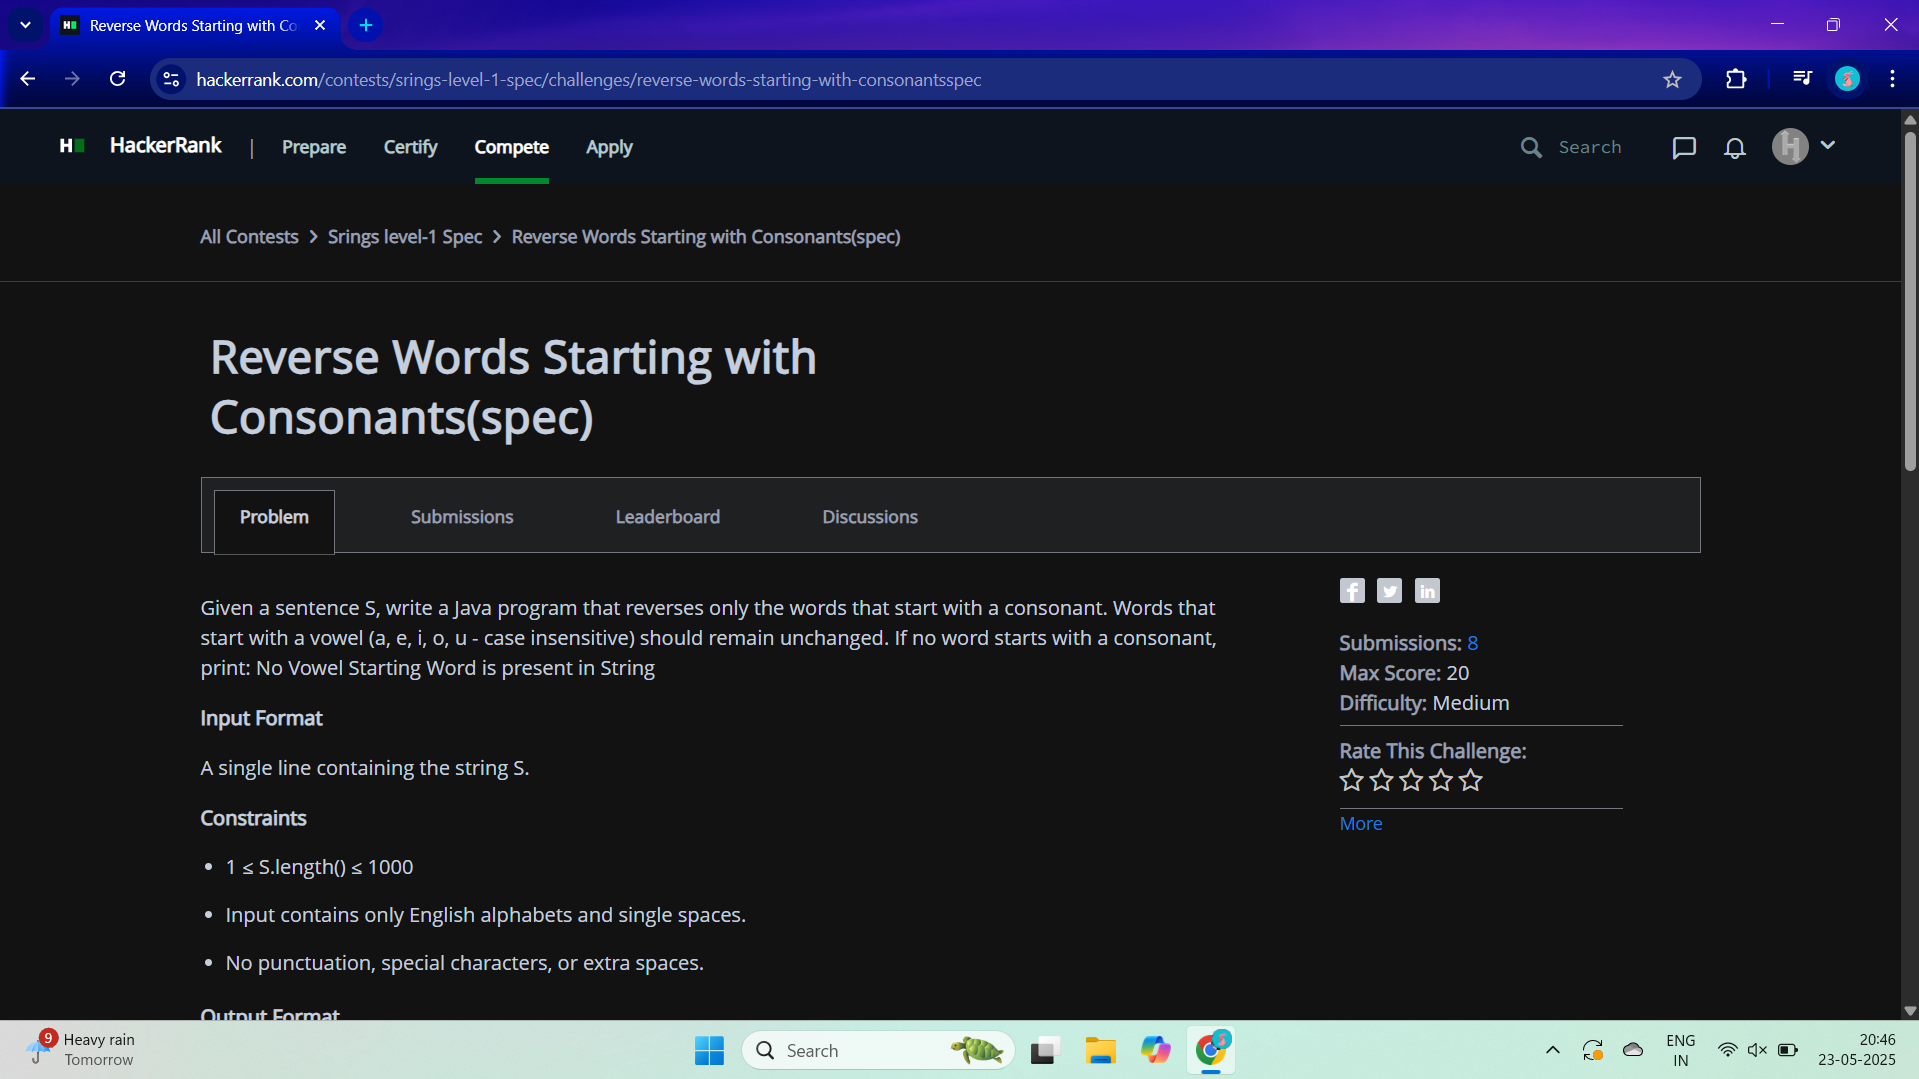 Reverse Words Starting with Co
hackerrank.com/contests/srings-level-1-spec/challenges/reverse-words-starting-with-consonantsspec
HackerRank | Prepare Certify Compete Apply Search
All Contests > Srings level-1 Spec > Reverse Words Starting with Consonants(spec)
Reverse Words Starting with
Consonants(spec)
Problem Submissions Leaderboard Discussions
Given a sentence S, write a Java program that reverses only the words that start with a consonant. Words that
start with a vowel (a, e, i, o, u - case insensitive) should remain unchanged. If no word starts with a consonant,
print: No Vowel Starting Word is present in String
Input Format
A single line containing the string S.
Constraints
• 1 ≤ S.length() ≤ 1000
• Input contains only English alphabets and single spaces.
• No punctuation, special characters, or extra spaces.
Output Format
Submissions: 8
Max Score: 20
Difficulty: Medium
Rate This Challenge:
More
9
Heavy rain
Tomorrow
Search
ENG
IN
20:46
23-05-2025